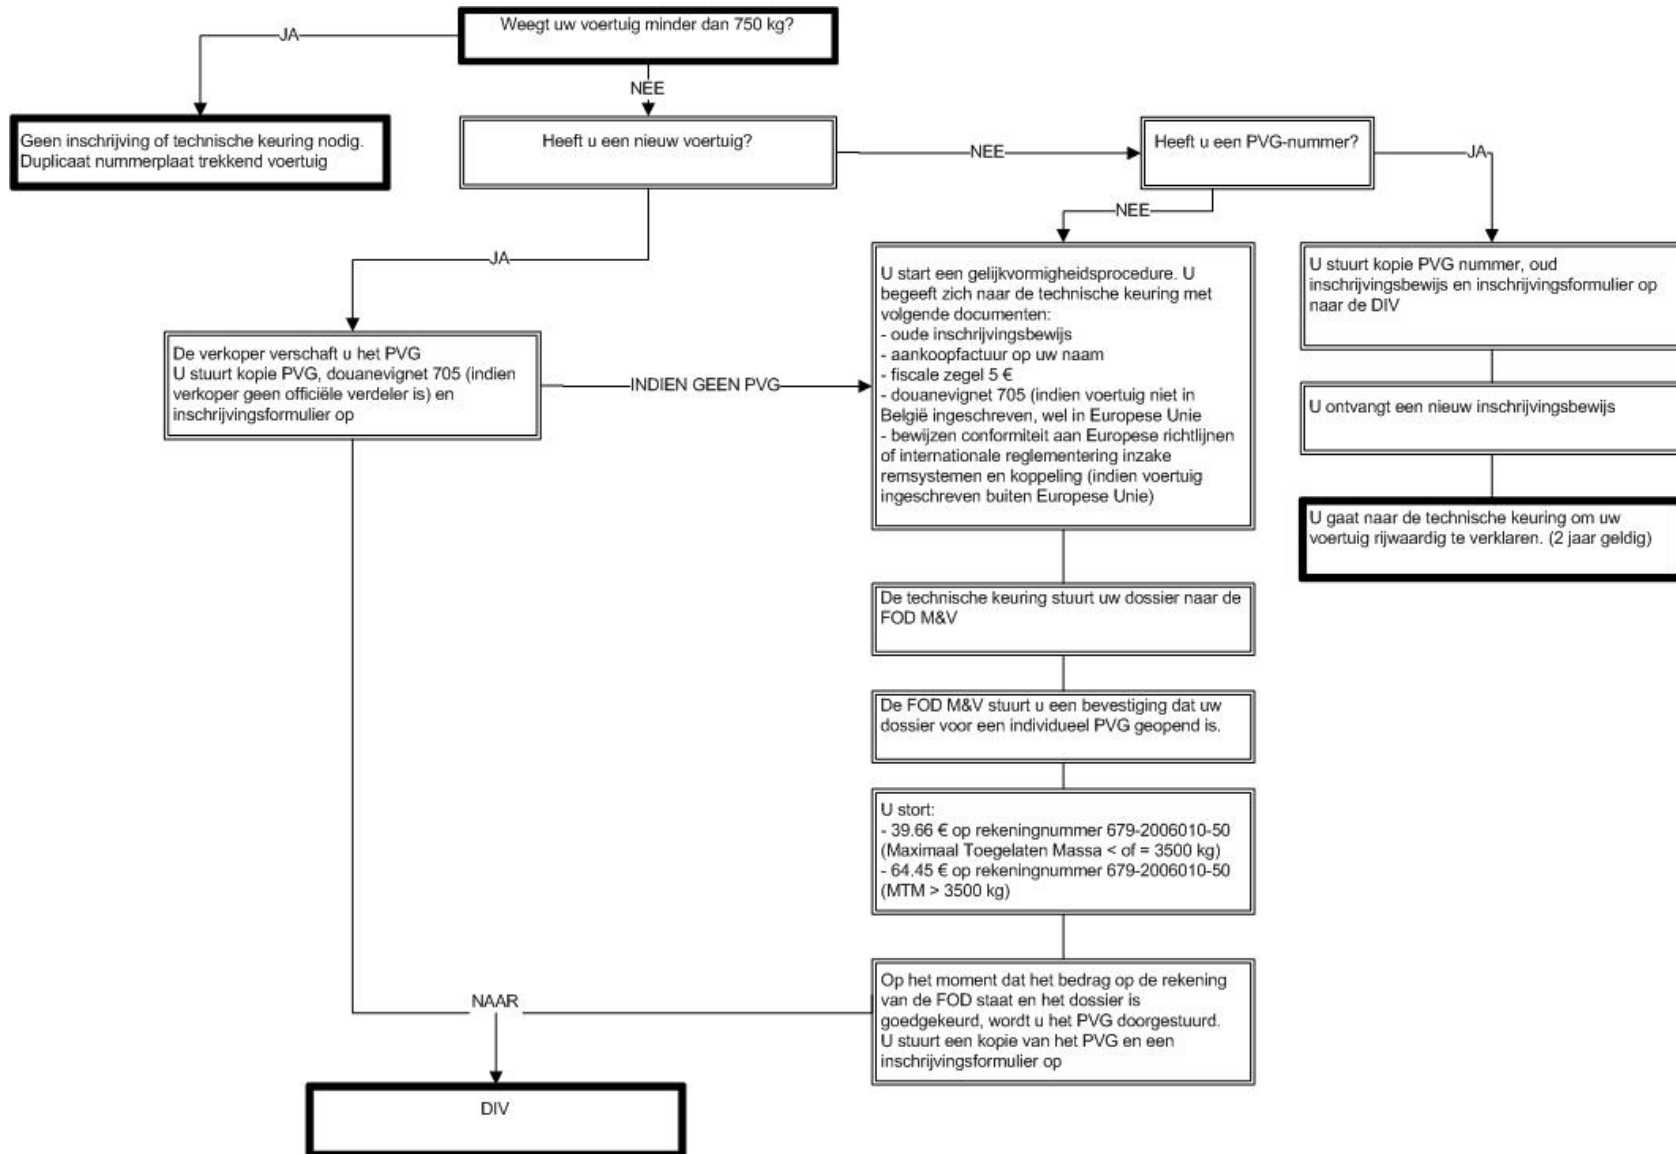 Weegt uw voertuig minder dan 750 kg?
JA
NEE
Geen inschrijving of technische keuring nodig.
Duplicaat nummerplaat trekkend voertuig
Heeft u een nieuw voertuig?
NEE
Heeft u een PVG-nummer?
JA
NEE
JA
U start een gelijkvormigheidsprocedure. U
begeeft zich naar de technische keuring met
volgende documenten:
- oude inschrijvingsbewijs
- aankoopfactuur op uw naam
- fiscale zegel 5 €
- douanevignet 705 (indien voertuig niet in
België ingeschreven, wel in Europese Unie
- bewijzen conformiteit aan Europese richtlijnen
of internationale reglementering inzake
remsystemen en koppeling (indien voertuig
ingeschreven buiten Europese Unie)
U stuurt kopie PVG nummer, oud
inschrijvingsbewijs en inschrijvingsformulier op
naar de DIV
De verkoper verschaft u het PVG
U stuurt kopie PVG, douanevignet 705 (indien
verkoper geen officiële verdeler is) en
inschrijvingsformulier op
INDIEN GEEN PVG
U ontvangt een nieuw inschrijvingsbewijs
U gaat naar de technische keuring om uw
voertuig rijwaardig te verklaren. (2 jaar geldig)
De technische keuring stuurt uw dossier naar de
FOD M&V
De FOD M&V stuurt u een bevestiging dat uw
dossier voor een individueel PVG geopend is.
U stort:
- 39.66 € op rekeningnummer 679-2006010-50
(Maximaal Toegelaten Massa < of = 3500 kg)
- 64.45 € op rekeningnummer 679-2006010-50
(MTM > 3500 kg)
Op het moment dat het bedrag op de rekening
van de FOD staat en het dossier is
goedgekeurd, wordt u het PVG doorgestuurd.
U stuurt een kopie van het PVG en een
inschrijvingsformulier op
NAAR
DIV